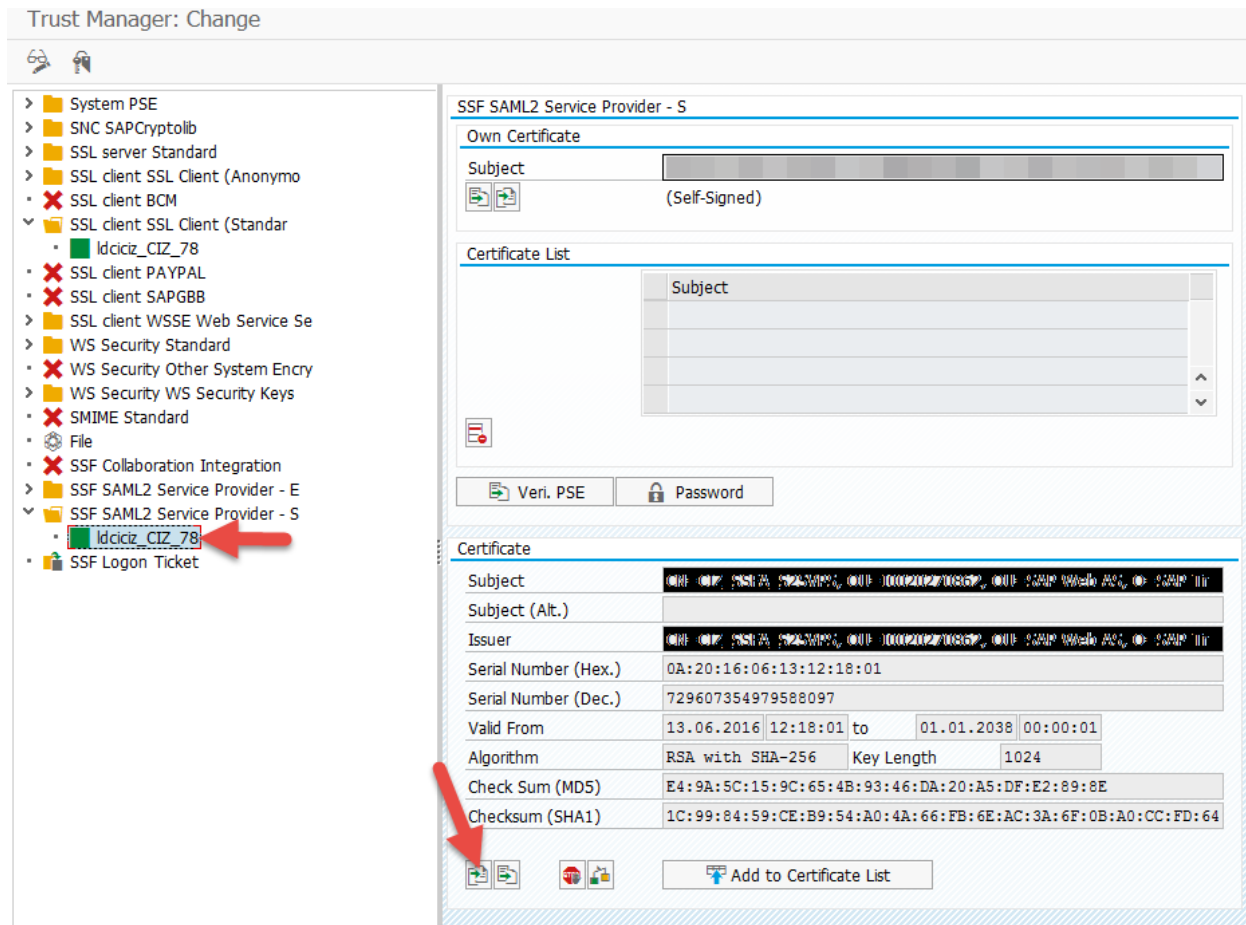 Trust Manager: Change
System PSE
SNC SAPCryptolib
SSL server Standard
SSL client SSL Client (Anonymo
SSL client BCM
SSL client SSL Client (Standar
ldciciz_CIZ_78
SSL client PAYPAL
SSL client SAPGBB
SSL client WSSE Web Service Se
WS Security Standard
WS Security Other System Encry
WS Security WS Security Keys
SMIME Standard
File
SSF Collaboration Integration
SSF SAML2 Service Provider - E
SSF SAML2 Service Provider - S
ldciciz_CIZ_78
SSF Logon Ticket
SSF SAML2 Service Provider - S
Own Certificate
Subject
(Self-Signed)
Certificate List
Subject
Veri. PSE Password
Certificate
Subject
Subject (Alt.)
Issuer
Serial Number (Hex.) 0A:20:16:06:13:12:18:01
Serial Number (Dec.) 729607354979588097
Valid From 13.06.2016 12:18:01 to 01.01.2038 00:00:01
Algorithm RSA with SHA-256 Key Length 1024
Check Sum (MD5) E4:9A:5C:15:9C:65:4B:93:46:DA:20:A5:DF:E2:89:8E
Checksum (SHA1) 1C:99:84:59:CE:B9:54:A0:4A:66:FB:6E:AC:3A:6F:0B:A0:CC:FD:64
Add to Certificate List